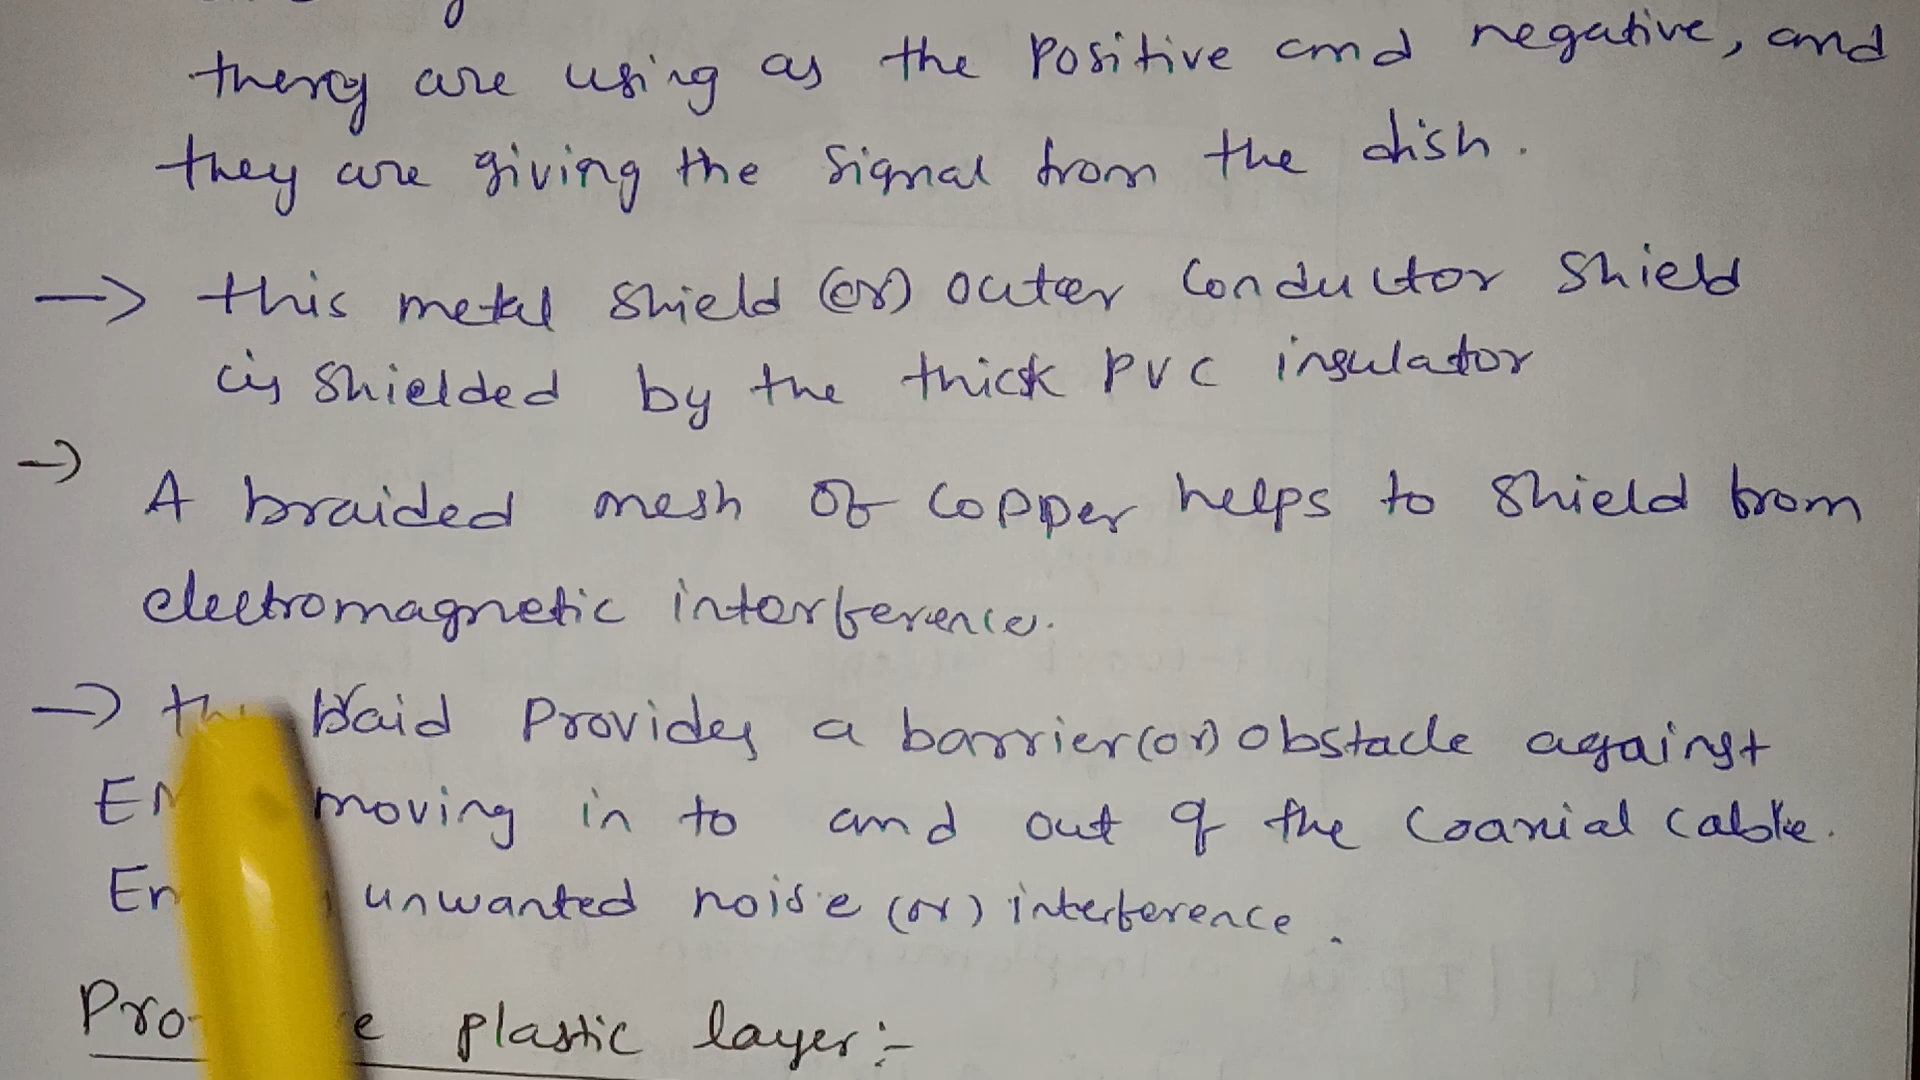 they are using as the Positive and negative, and
they are giving the Signal from the dish.
→ this metal Shield (or) outer Conductor Shield
is Shielded by the thick PVC insulator
→
A braided mesh of Copper helps to Shield from
electromagnetic interference.
→ braid Provides a barrier (or) obstacle against
moving in to and out of the Coaxial Cable.
unwanted noise (or) interference.
plastic layer:-